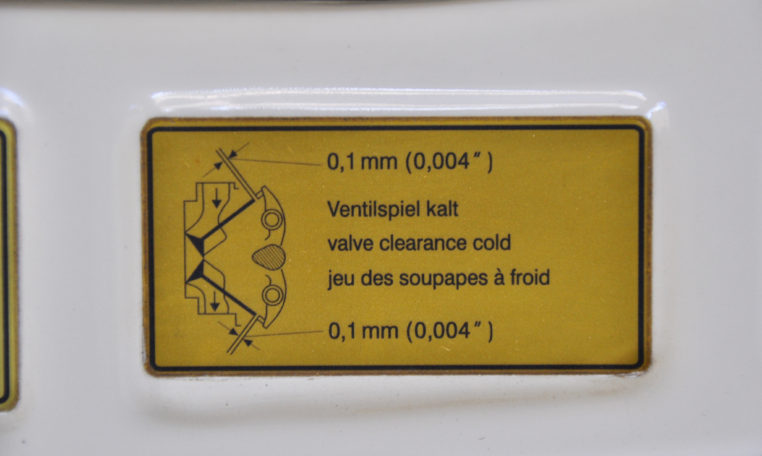 0,1 mm (0,004″)
Ventilspiel kalt
valve clearance cold
jeu des soupapes à froid
0,1 mm (0,004″)